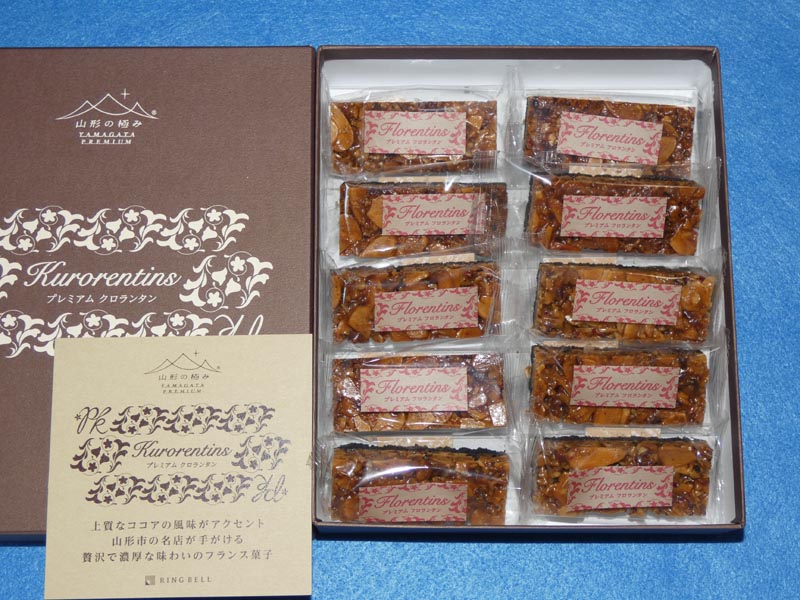 山形の極み®
YAMAGATA
PREMIUM
Kurorentins
プレミアム クロランタン
山形の極み
YAMAGATA
PREMIUM
Pk
Kurorentins
プレミアム クロランタン
上質なココアの風味がアクセント
山形市の名店が手がける
贅沢で濃厚な味わいのフランス菓子
RING BELL
Florentins
プレミアム フロランタン
Florentins
プレミアム フロランタン
Florentins
プレミアム フロランタン
Florentins
プレミアム フロランタン
Florentins
プレミアム フロランタン
Florentins
プレミアム フロランタン
Florentins
プレミアム フロランタン
Florentins
プレミアム フロランタン
Florentins
プレミアム フロランタン
Florentins
プレミアム フロランタン